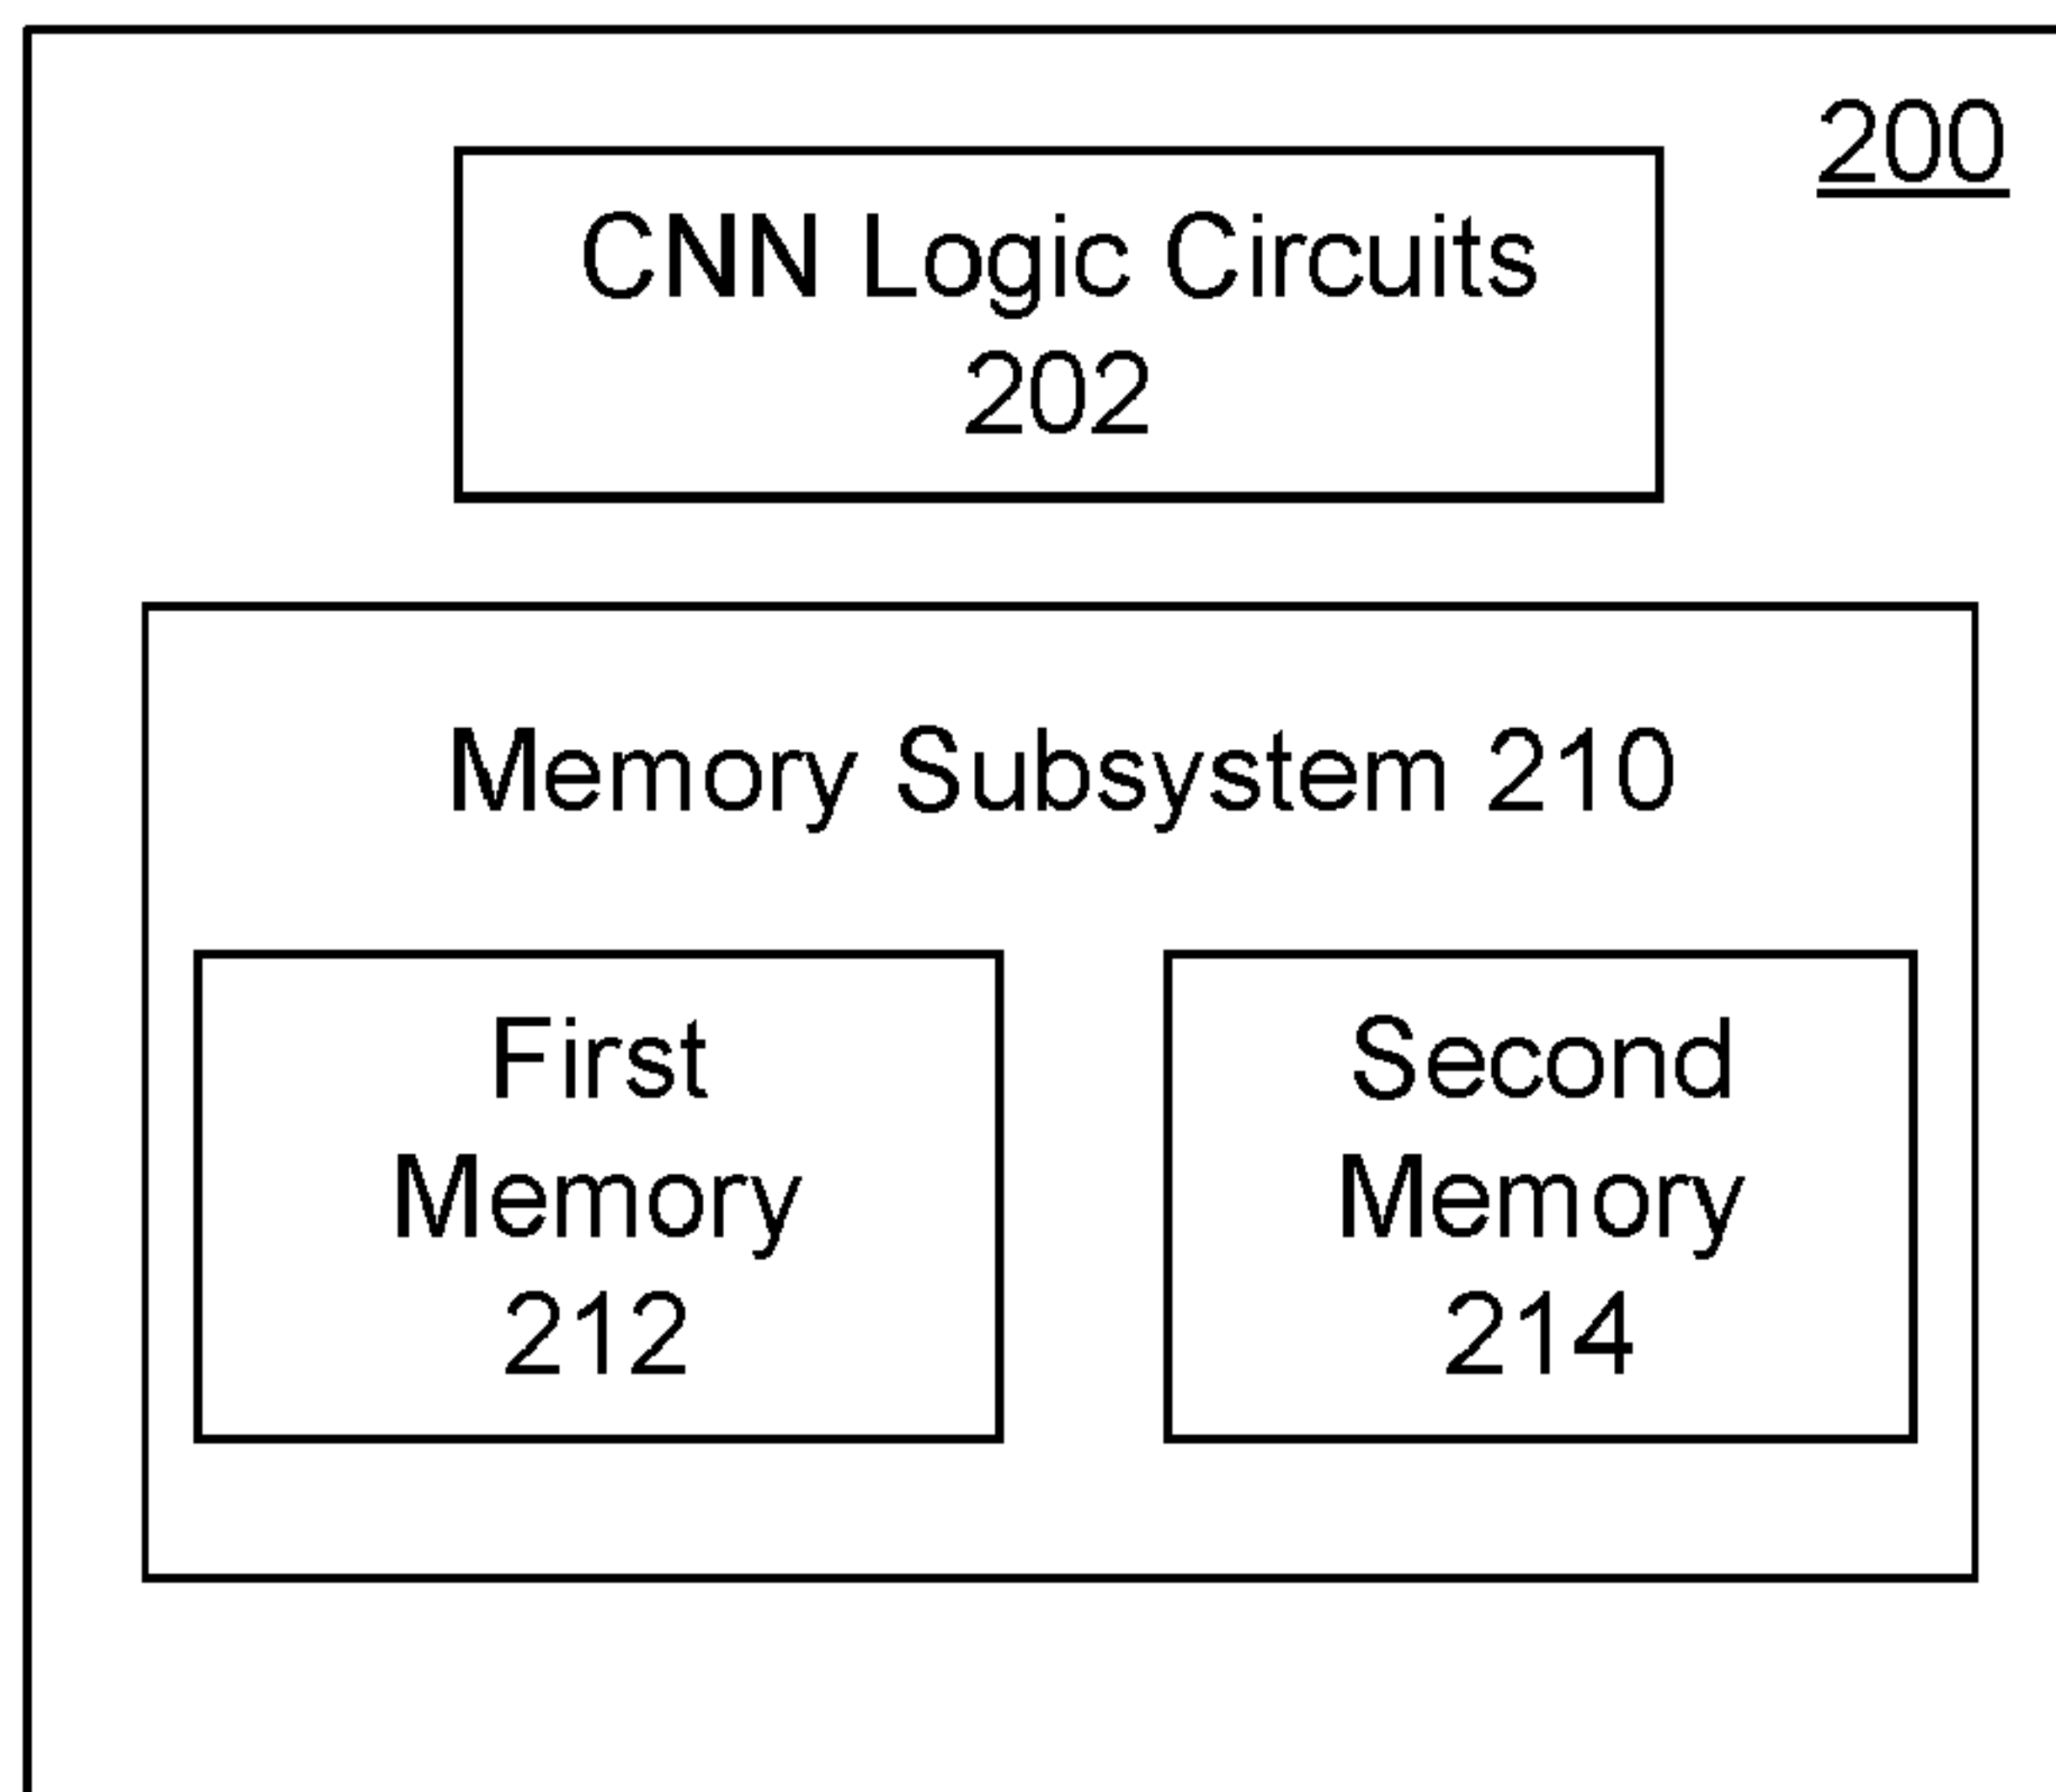 200
CNN Logic Circuits
202
Memory Subsystem 210
First
Memory
212
Second
Memory
214